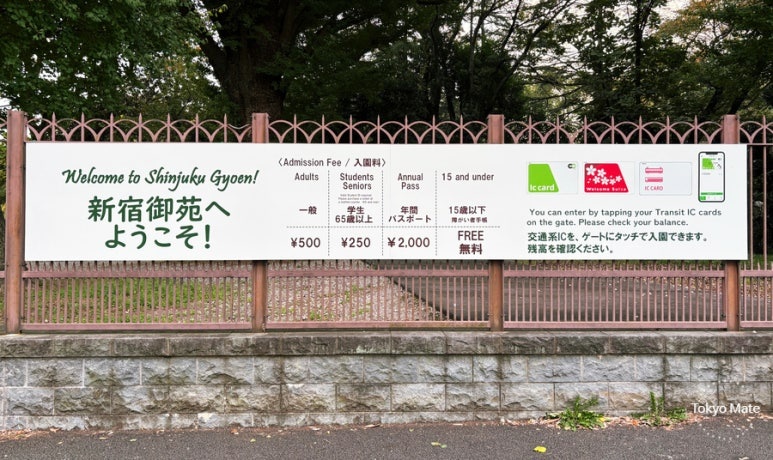 Welcome to Shinjuku Gyoen!
新宿御苑へ
ようこそ!
〈Admission Fee / 入園料〉
Adults
一般
¥500
Students
Seniors
学生
65歳以上
¥250
Annual
Pass
年間
パスポート
¥2,000
15 and under
15歳以下
障がい者手帳
FREE
無料
IC card
Welcome Suica
IC CARD
You can enter by tapping your Transit IC cards
on the gate. Please check your balance.
交通系ICを、ゲートにタッチで入園できます。
残高を確認ください。
Tokyo Mate